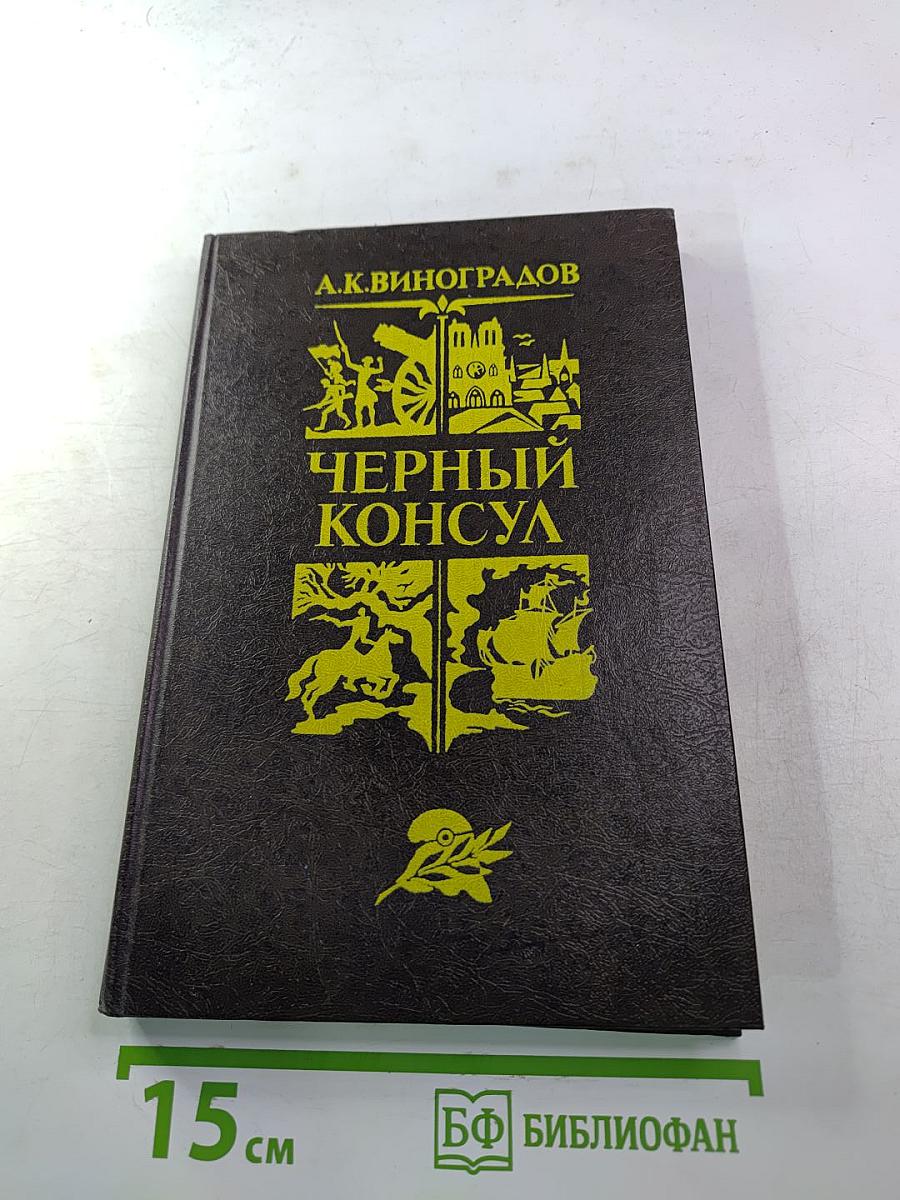 А.К.ВИНОГРАДОВ
ЧЕРНЫЙ
КОНСУЛ
15 см
БФ БИБЛИОФАН